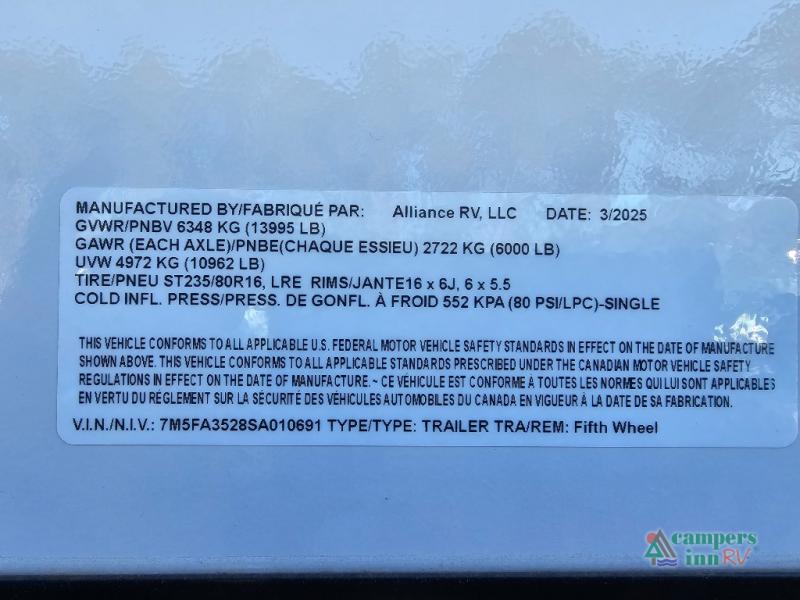 MANUFACTURED BY/FABRIQUÉ PAR: Alliance RV, LLC DATE: 3/2025
GVWR/PNBV 6348 KG (13995 LB)
GAWR (EACH AXLE)/PNBE(CHAQUE ESSIEU) 2722 KG (6000 LB)
UVW 4972 KG (10962 LB)
TIRE/PNEU ST235/80R16, LRE RIMS/JANTE16 x 6J, 6 x 5.5
COLD INFL. PRESS/PRESS. DE GONFL. À FROID 552 KPA (80 PSI/LPC)-SINGLE
THIS VEHICLE CONFORMS TO ALL APPLICABLE U.S. FEDERAL MOTOR VEHICLE SAFETY STANDARDS IN EFFECT ON THE DATE OF MANUFACTURE
SHOWN ABOVE. THIS VEHICLE CONFORMS TO ALL APPLICABLE STANDARDS PRESCRIBED UNDER THE CANADIAN MOTOR VEHICLE SAFETY
REGULATIONS IN EFFECT ON THE DATE OF MANUFACTURE. ~ CE VÉHICULE EST CONFORME À TOUTES LES NORMES QUI LUI SONT APPLICABLES
EN VERTU DU RÉGLEMENT SUR LA SÉCURITÉ DES VÉHICULES AUTOMOBILES DU CANADA EN VIGUEUR À LA DATE DE SA FABRICATION.
V.I.N./N.I.V.: 7M5FA3528SA010691 TYPE/TYPE: TRAILER TRA/REM: Fifth Wheel
campers
inn RV